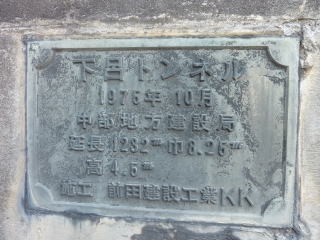 下呂トンネル
1975年10月
中部地方建設局
延長1232m 巾8.25m
高4.5m
施工 前田建設工業KK